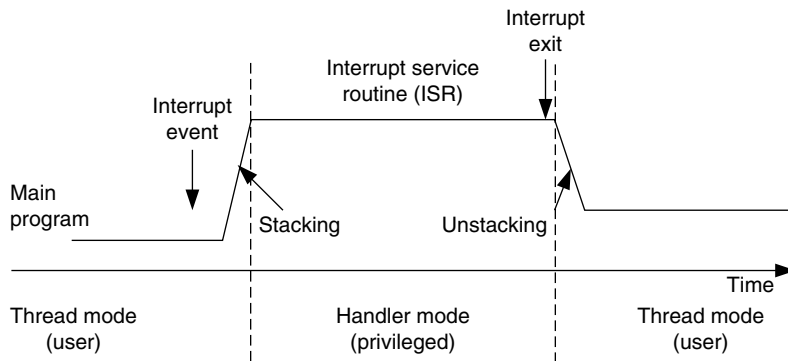 Interrupt
exit
Interrupt service
routine (ISR)
Interrupt
event
Main
program
Stacking
Unstacking
Time
Thread mode
(user)
Handler mode
(privileged)
Thread mode
(user)